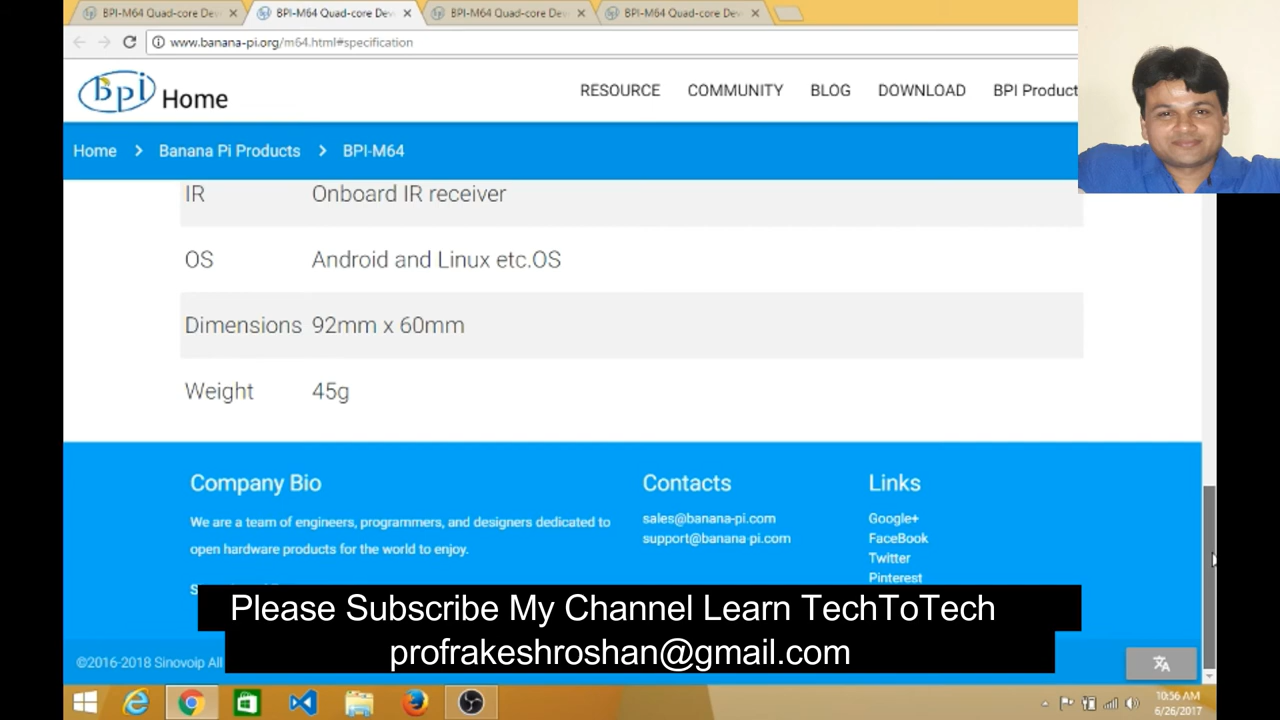 BPI-M64 Quad-core Dev
BPI-M64 Quad-core Dev
BPI-M64 Quad-core Dev
BPI-M64 Quad-core Dev
www.banana-pi.org/m64.html#specification
Bpi Home
RESOURCE
COMMUNITY
BLOG
DOWNLOAD
BPI Product
Home > Banana Pi Products > BPI-M64
IR Onboard IR receiver
OS Android and Linux etc.OS
Dimensions 92mm x 60mm
Weight 45g
Company Bio
We are a team of engineers, programmers, and designers dedicated to
open hardware products for the world to enjoy.
Contacts
sales@banana-pi.com
support@banana-pi.com
Links
Google+
FaceBook
Twitter
Pinterest
Please Subscribe My Channel Learn TechToTech
profrakeshroshan@gmail.com
©2016-2018 Sinovoip All
10:56 AM
6/26/2017